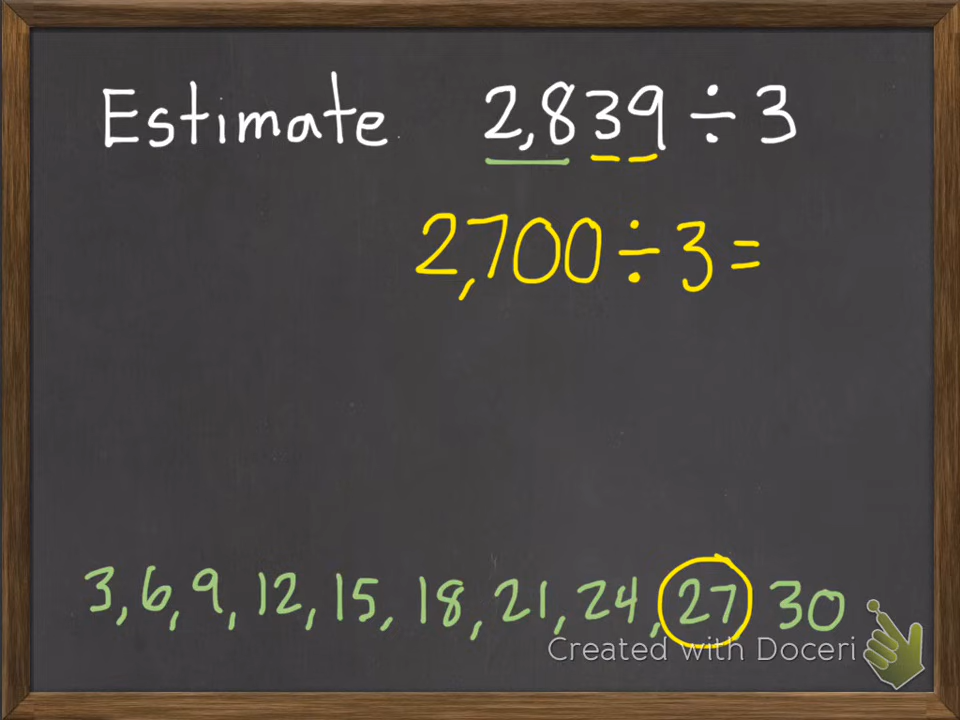 Estimate 2,839 ÷ 3
2,700 ÷ 3 =
3, 6, 9, 12, 15, 18, 21, 24, 27 30
Created with Doceri